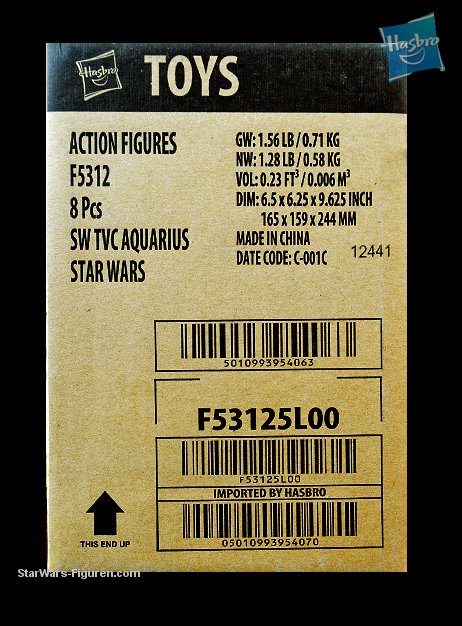 Hasbro
Hasbro
TOYS
ACTION FIGURES
F5312
8 Pcs
SW TVC AQUARIUS
STAR WARS
GW: 1.56 LB / 0.71 KG
NW: 1.28 LB / 0.58 KG
VOL: 0.23 FT³ / 0.006 M³
DIM: 6.5 x 6.25 x 9.625 INCH
165 x 159 x 244 MM
MADE IN CHINA
DATE CODE: C-001C
12441
5010993954063
F53125L00
F53125L00
IMPORTED BY HASBRO
05010993954070
THIS END UP
StarWars-Figuren.com